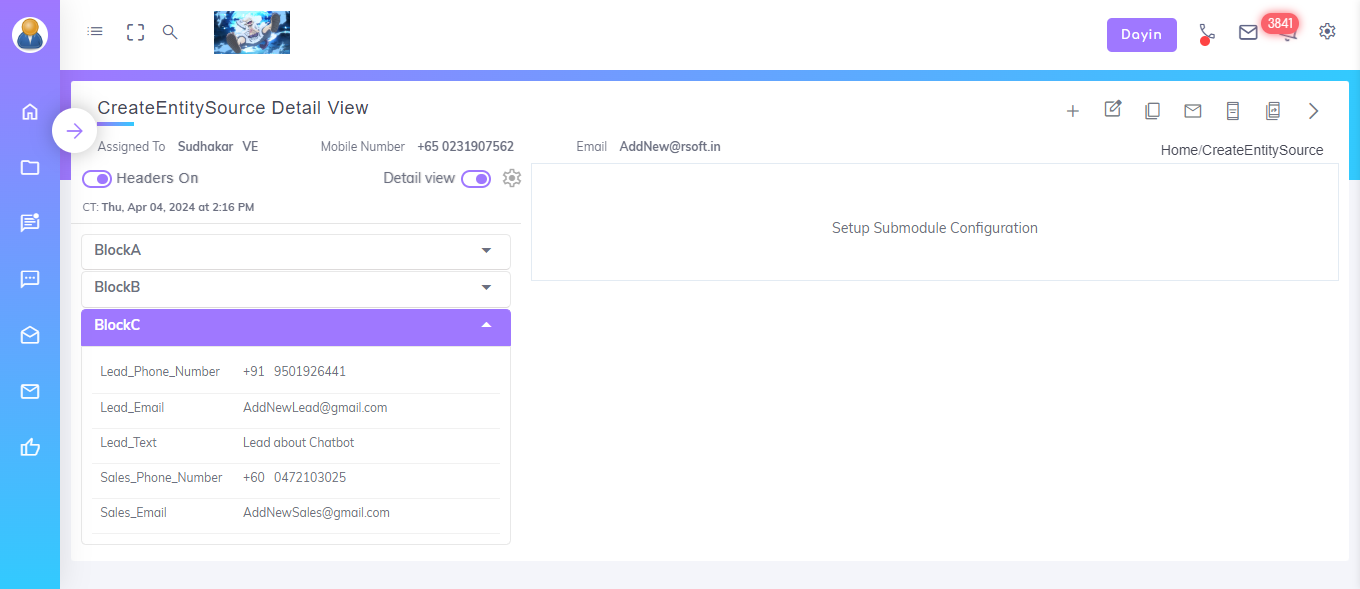 Dayin
3841
CreateEntitySource Detail View
Assigned To Sudhakar VE Mobile Number +65 0231907562 Email AddNew@rsoft.in
Home/CreateEntitySource
Headers On Detail view
CT: Thu, Apr 04, 2024 at 2:16 PM
Setup Submodule Configuration
BlockA
BlockB
BlockC
Lead_Phone_Number +91 9501926441
Lead_Email AddNewLead@gmail.com
Lead_Text Lead about Chatbot
Sales_Phone_Number +60 0472103025
Sales_Email AddNewSales@gmail.com